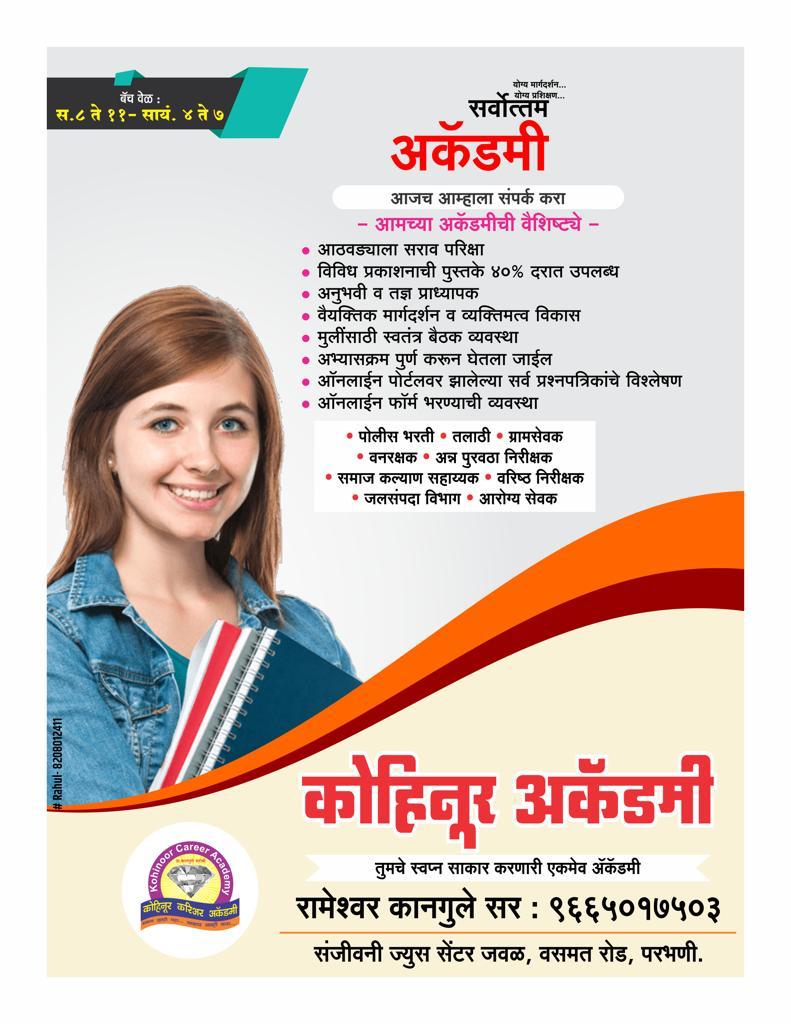 बॅच वेळ :
स.८ ते ११- सायं. ४ ते ७
योग्य मार्गदर्शन...
योग्य प्रशिक्षण...
सर्वोत्तम
अकॅडमी
आजच आम्हाला संपर्क करा
– आमच्या अकॅडमीची वैशिष्ट्ये –
• आठवड्याला सराव परिक्षा
• विविध प्रकाशनाची पुस्तके ४०% दरात उपलब्ध
• अनुभवी व तज्ञ प्राध्यापक
• वैयक्तिक मार्गदर्शन व व्यक्तिमत्व विकास
• मुलींसाठी स्वतंत्र बैठक व्यवस्था
• अभ्यासक्रम पुर्ण करून घेतला जाईल
• ऑनलाईन पोर्टलवर झालेल्या सर्व प्रश्नपत्रिकांचे विश्लेषण
• ऑनलाईन फॉर्म भरण्याची व्यवस्था
• पोलीस भरती • तलाठी • ग्रामसेवक
• वनरक्षक • अन्न पुरवठा निरीक्षक
• समाज कल्याण सहाय्यक • वरिष्ठ निरीक्षक
• जलसंपदा विभाग • आरोग्य सेवक
# Rahul- 8208012411
कोहिनूर अकॅडमी
Kohinoor Career Academy
कोहिनूर करिअर अकॅडमी
तुमचे स्वप्न साकार करणारी एकमेव ॲकॅडमी
रामेश्वर कानगुले सर : ९६६५०१७५०३
संजीवनी ज्युस सेंटर जवळ, वसमत रोड, परभणी.